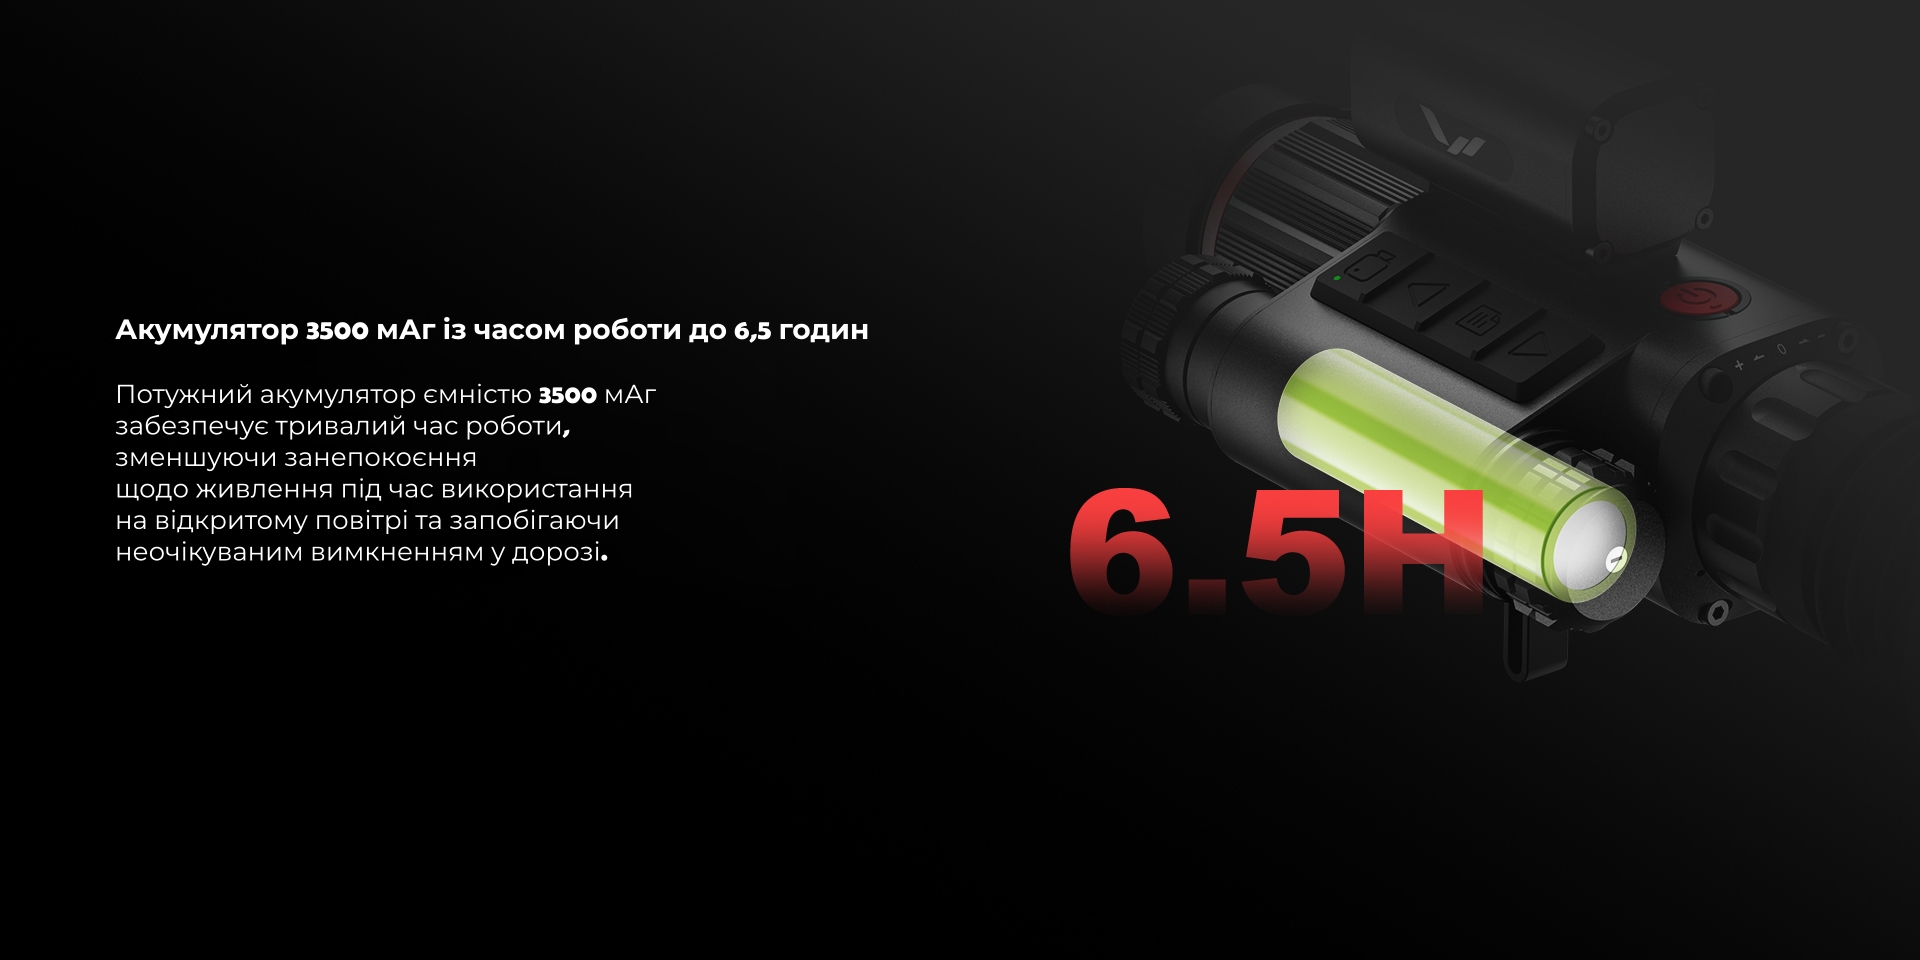 Акумулятор 3500 мАг із часом роботи до 6,5 годин
Потужний акумулятор ємністю 3500 мАг
забезпечує тривалий час роботи,
зменшуючи занепокоєння
щодо живлення під час використання
на відкритому повітрі та запобігаючи
неочікуваним вимкненням у дорозі.
6.5H